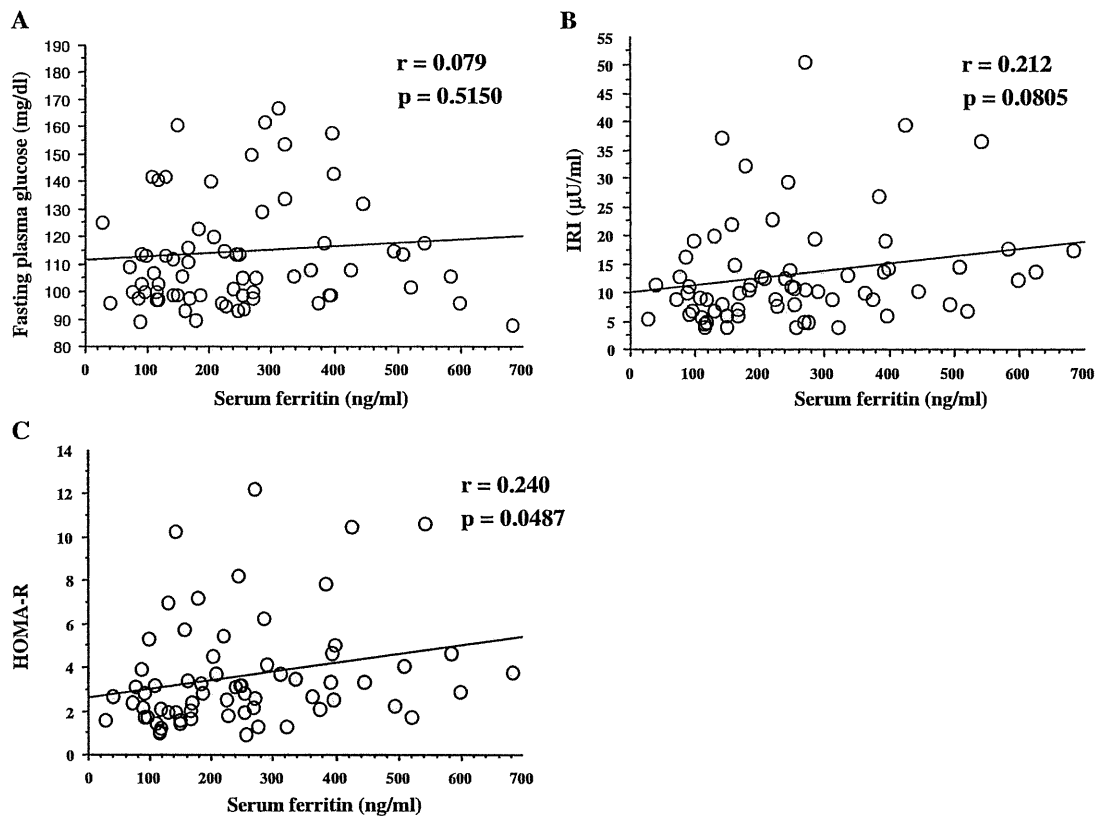 A
Fasting plasma glucose (mg/dl)
190
180
170
160
150
140
130
120
110
100
90
80
r = 0.079
p = 0.5150
0 100 200 300 400 500 600 700
Serum ferritin (ng/ml)
B
IRI (µU/ml)
55
50
45
40
35
30
25
20
15
10
5
0
r = 0.212
p = 0.0805
0 100 200 300 400 500 600 700
Serum ferritin (ng/ml)
C
HOMA-R
14
12
10
8
6
4
2
0
r = 0.240
p = 0.0487
0 100 200 300 400 500 600 700
Serum ferritin (ng/ml)